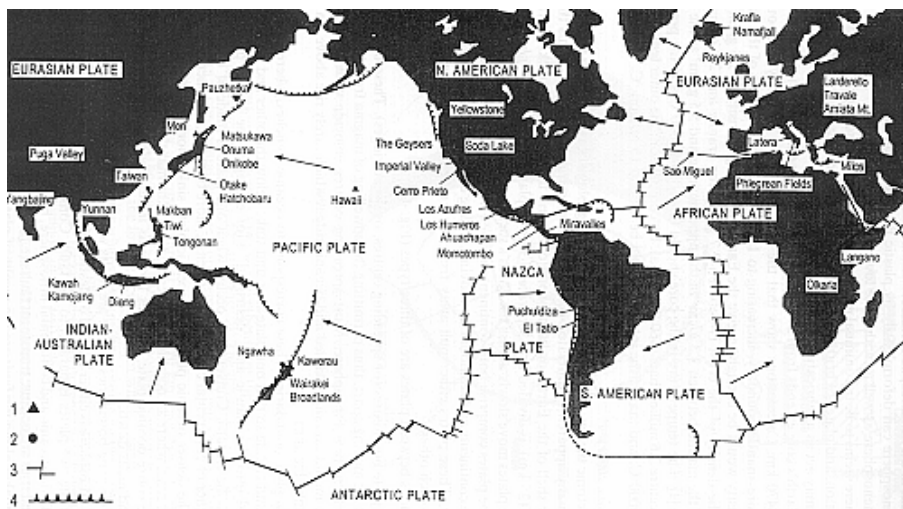 EURASIAN PLATE
Pauzhetka
Mori
Matsukawa
Onuma
Onikobe
Puga Valley
Taiwan
Otake
Hatchobaru
Yangbajing
Yunnan
Makban
Tiwi
Tongonan
Hawaii
PACIFIC PLATE
Kawah
Kamojang
Dieng
INDIAN-
AUSTRALIAN
PLATE
Ngawha
Kawerau
Wairakei
Broadlands
ANTARCTIC PLATE
N. AMERICAN PLATE
Yellowstone
The Geysers
Soda Lake
Imperial Valley
Cerro Prieto
Los Azufres
Los Humeros
Ahuachapan
Momotombo
Miravalles
NAZCA
PLATE
Puchuldiza
El Tatio
S. AMERICAN PLATE
Krafla
Namafjall
Reykjanes
EURASIAN PLATE
Larderello
Travale
Amiata Mt.
Latera
Milos
Sao Miguel
Phlegrean Fields
AFRICAN PLATE
Langano
Olkaria
1
2
3
4